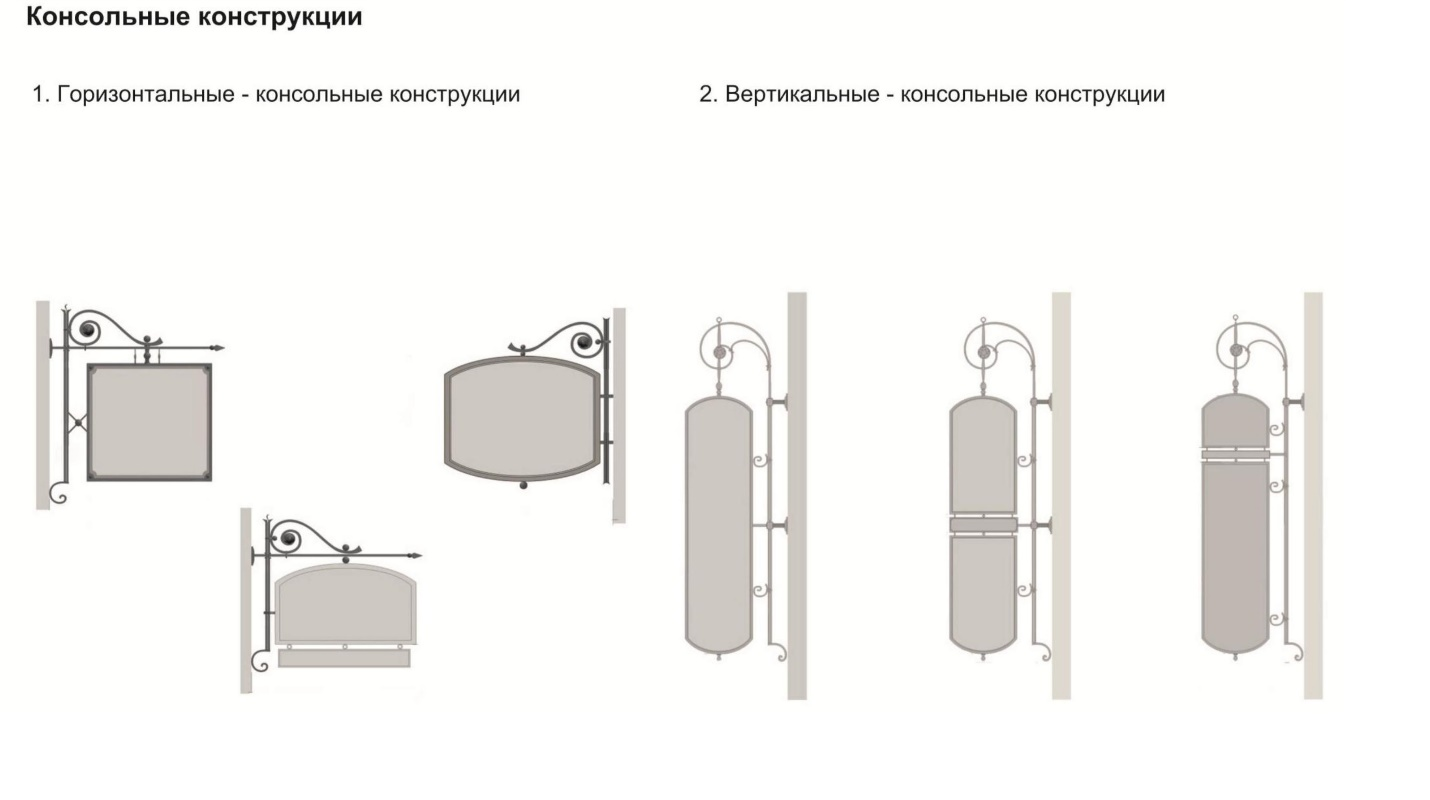 Консольные конструкции
1. Горизонтальные - консольные конструкции
2. Вертикальные - консольные конструкции